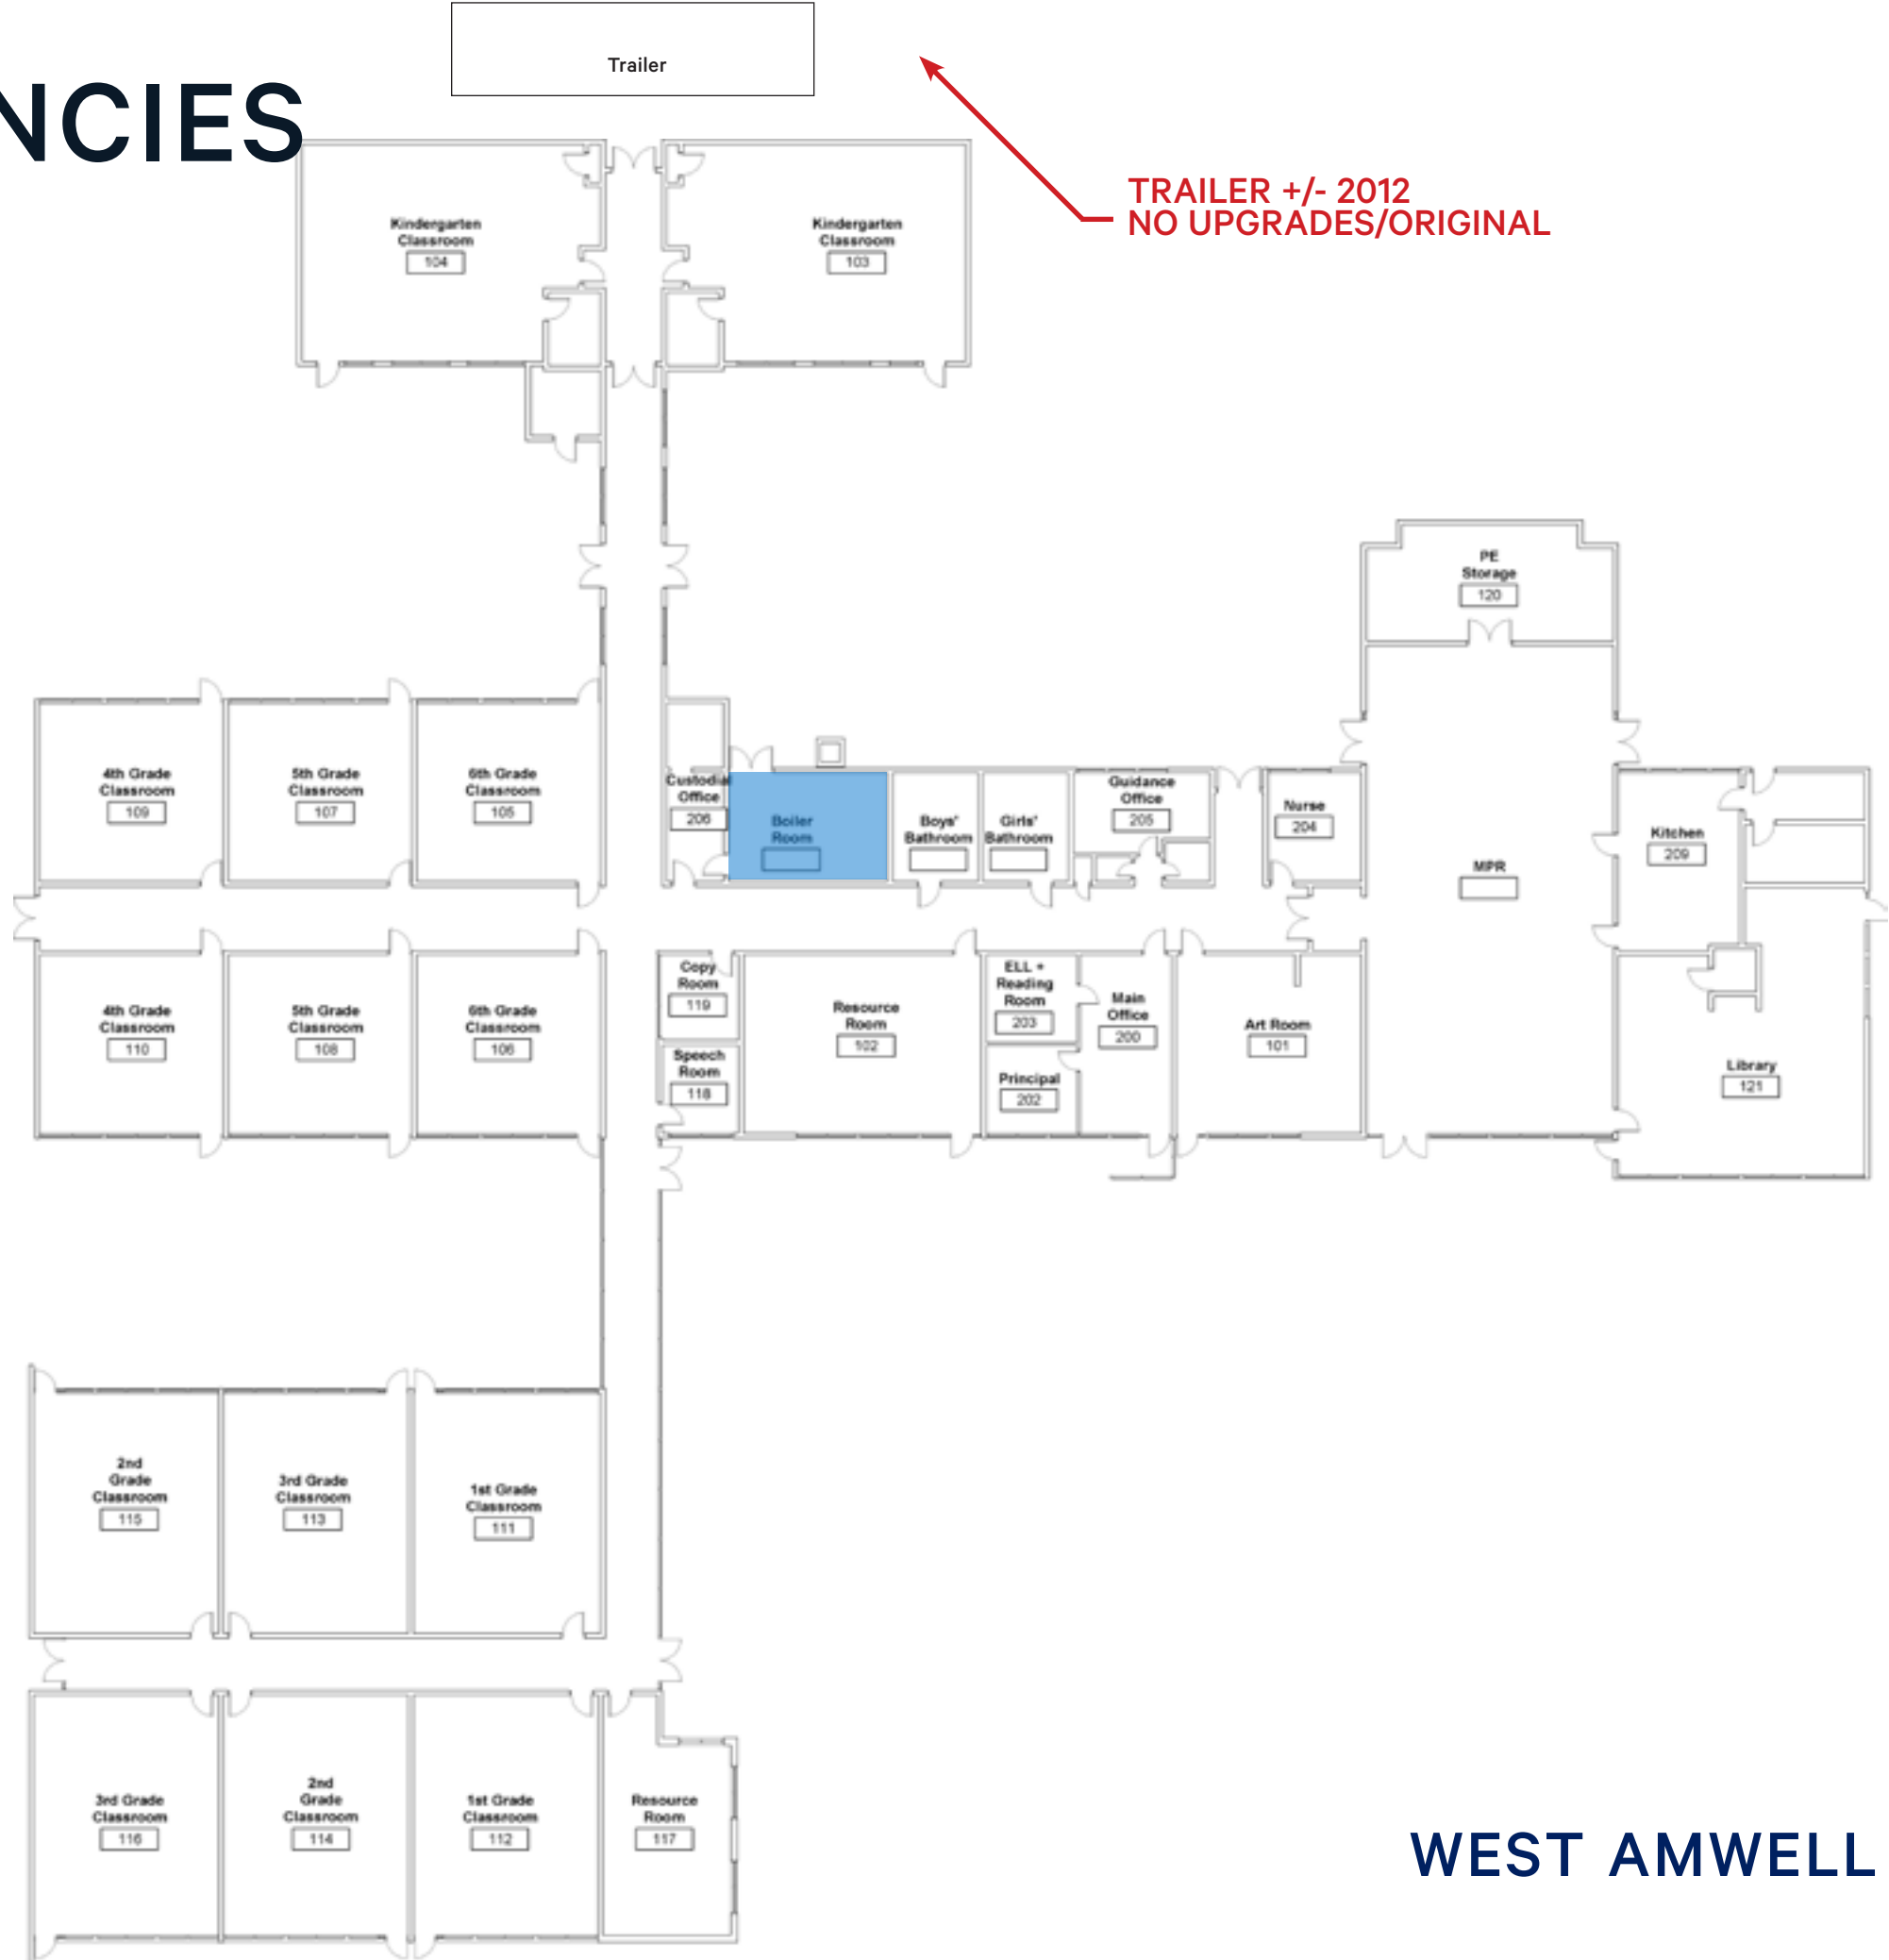 Trailer
NCIES
TRAILER +/- 2012
NO UPGRADES/ORIGINAL
Kindergarten
Classroom
104
Kindergarten
Classroom
103
PE
Storage
120
4th Grade
Classroom
109
5th Grade
Classroom
107
6th Grade
Classroom
105
Custodial
Office
206
Boiler
Room
Boys'
Bathroom
Girls'
Bathroom
Guidance
Office
205
Nurse
204
MPR
Kitchen
209
4th Grade
Classroom
110
5th Grade
Classroom
108
6th Grade
Classroom
106
Copy
Room
119
Speech
Room
118
Resource
Room
102
ELL +
Reading
Room
203
Principal
202
Main
Office
200
Art Room
101
Library
121
2nd
Grade
Classroom
115
3rd Grade
Classroom
113
1st Grade
Classroom
111
3rd Grade
Classroom
116
2nd
Grade
Classroom
114
1st Grade
Classroom
112
Resource
Room
117
WEST AMWELL